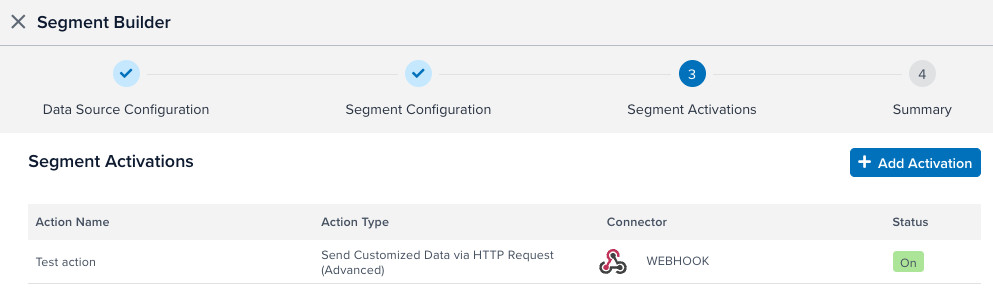 Segment Builder
3
4
Data Source Configuration
Segment Configuration
Segment Activations
Summary
Segment Activations
Add Activation
Action Name
Action Type
Connector
Status
Test action
Send Customized Data via HTTP Request
(Advanced)
WEBHOOK
On